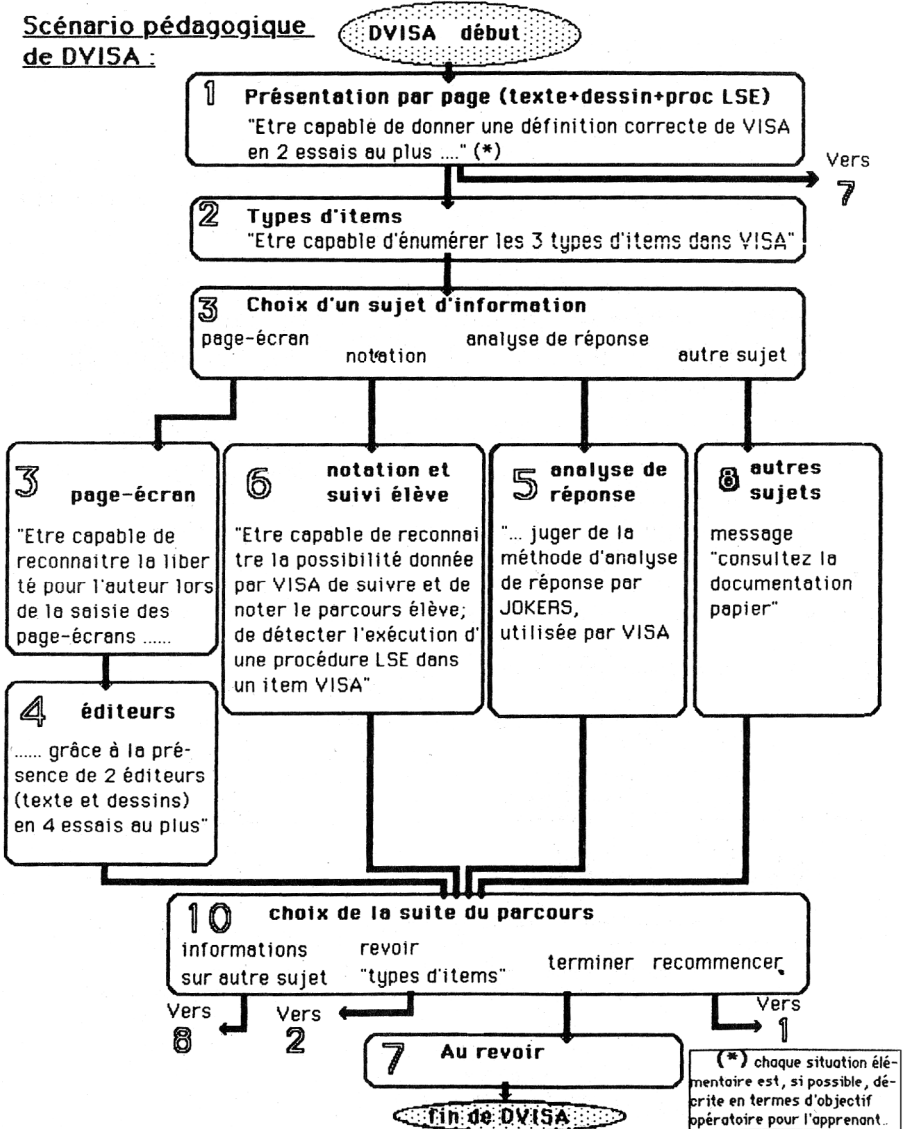 Scénario pédagogique
de DVISA :
DVISA début
1 Présentation par page (texte+dessin+proc LSE)
"Etre capable de donner une définition correcte de VISA
en 2 essais au plus ...." (*)
Vers
7
2 Types d'items
"Etre capable d'énumérer les 3 types d'items dans VISA"
3 Choix d'un sujet d'information
page-écran
notation
analyse de réponse
autre sujet
3 page-écran
"Etre capable de
reconnaitre la liber
té pour l'auteur lors
de la saisie des
page-écrans ......
4 éditeurs
...... grâce à la pré-
sence de 2 éditeurs
(texte et dessins)
en 4 essais au plus"
6 notation et
suivi élève
"Etre capable de reconnai
tre la possibilité donnée
par VISA de suivre et de
noter le parcours élève;
de détecter l'exécution d'
une procédure LSE dans
un item VISA"
5 analyse de
réponse
"... juger de la
méthode d'analyse
de réponse par
JOKERS,
utilisée par VISA
8 autres
sujets
message
"consultez la
documentation
papier"
10 choix de la suite du parcours
informations
sur autre sujet
revoir
"types d'items"
terminer
recommencer
Vers
8
Vers
2
Vers
1
7 Au revoir
fin de DVISA
(*) chaque situation élé-
mentaire est, si possible, dé-
crite en termes d'objectif
opératoire pour l'apprenant..